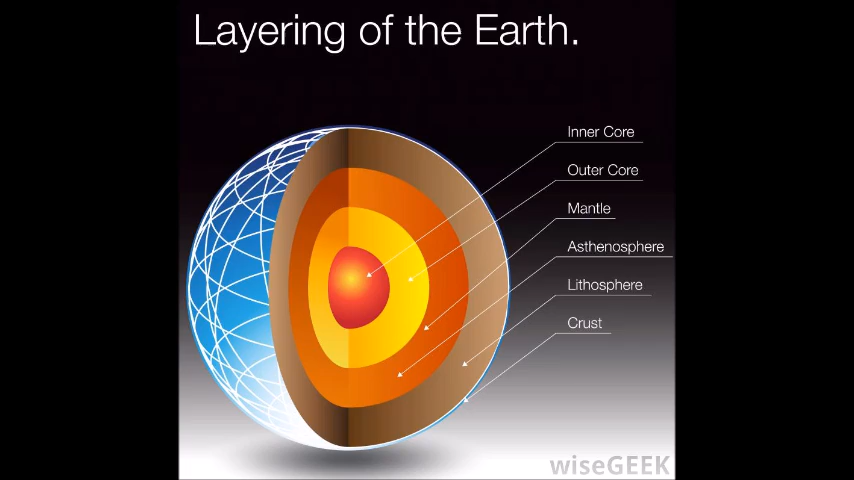 Layering of the Earth.
Inner Core
Outer Core
Mantle
Asthenosphere
Lithosphere
Crust
wiseGEEK